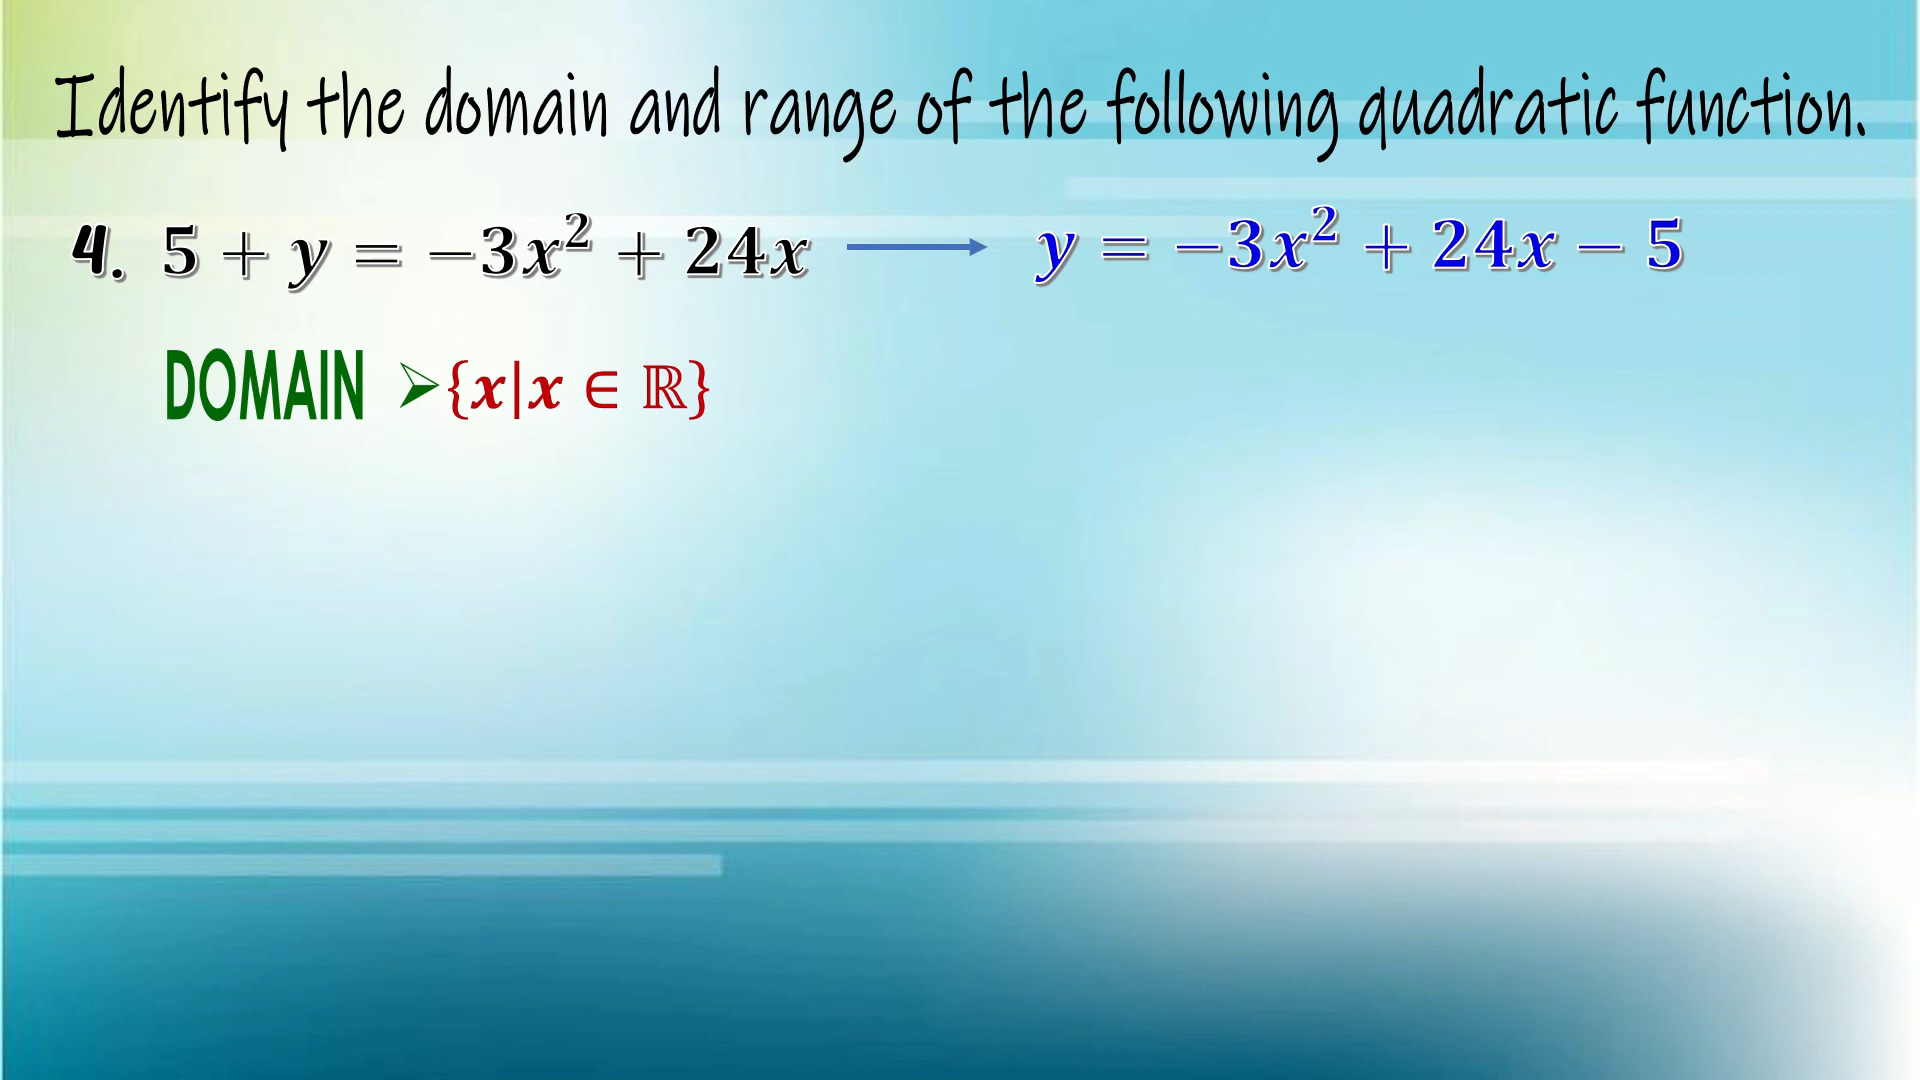 Identify the domain and range of the following quadratic function.
4. 5 + y = −3x² + 24x → y = −3x² + 24x − 5
DOMAIN ➢{x|x ∈ ℝ}